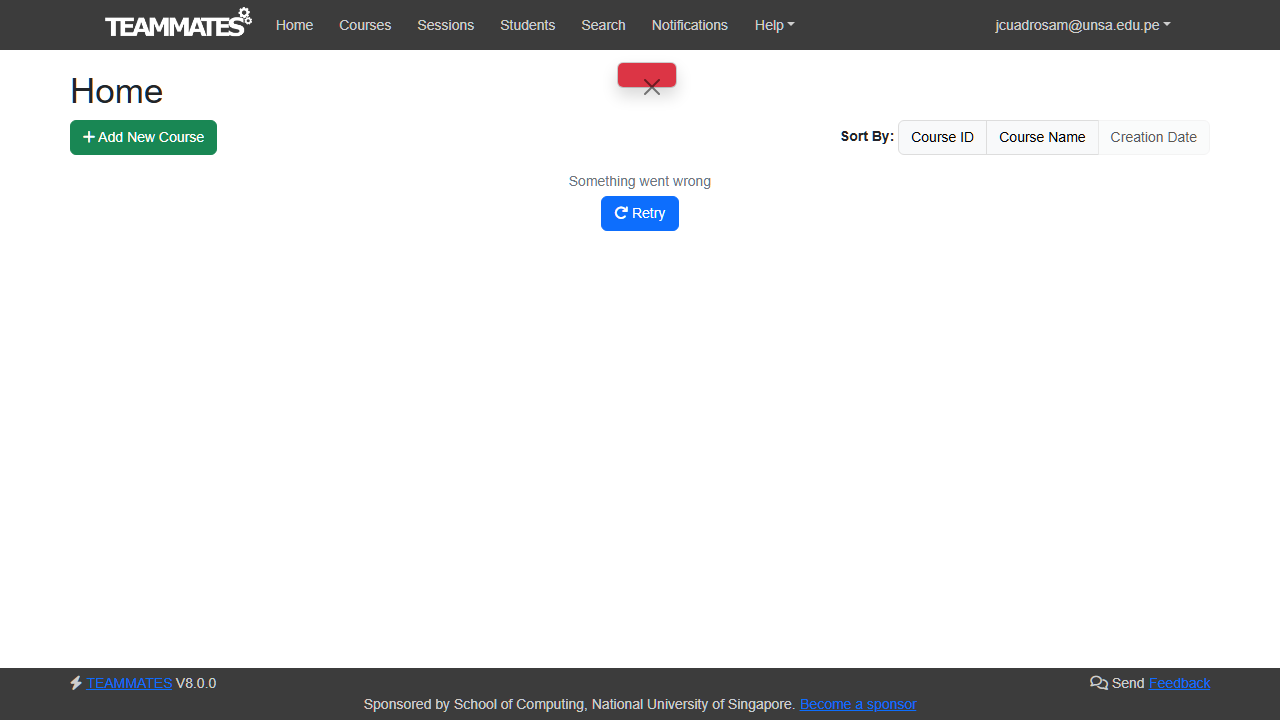 TEAMMATES Home Courses Sessions Students Search Notifications Help jcuadrosam@unsa.edu.pe
Home
Add New Course Sort By: Course ID Course Name Creation Date
Something went wrong
Retry
TEAMMATES V8.0.0 Send Feedback
Sponsored by School of Computing, National University of Singapore. Become a sponsor